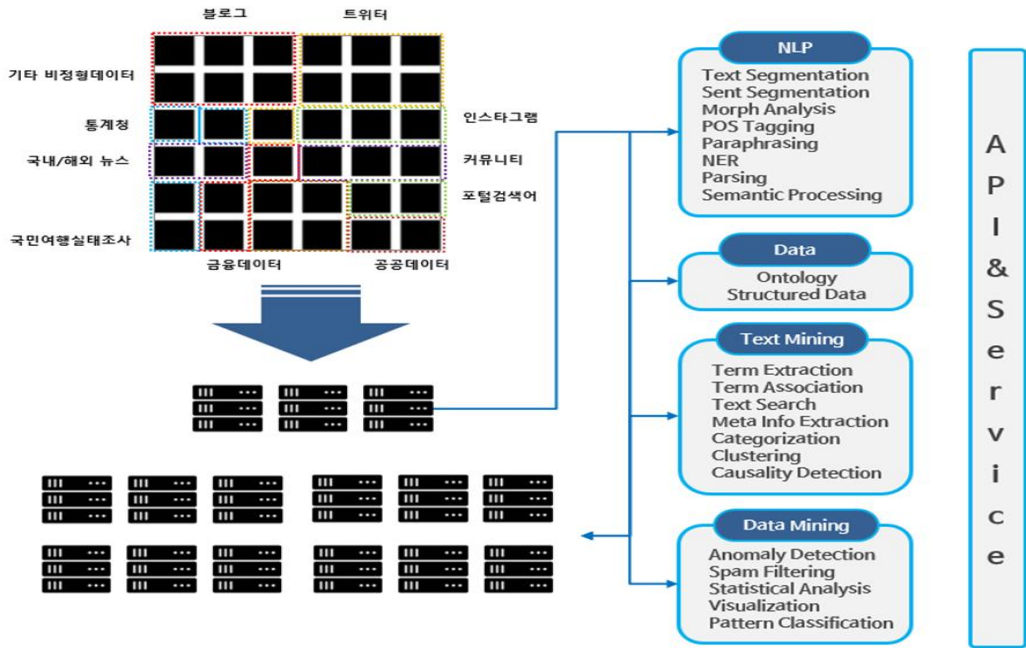 블로그
트위터
기타 비정형데이터
통계청
인스타그램
국내/해외 뉴스
커뮤니티
포털검색어
국민여행실태조사
금융데이터
공공데이터
NLP
Text Segmentation
Sent Segmentation
Morph Analysis
POS Tagging
Paraphrasing
NER
Parsing
Semantic Processing
Data
Ontology
Structured Data
Text Mining
Term Extraction
Term Association
Text Search
Meta Info Extraction
Categorization
Clustering
Causality Detection
Data Mining
Anomaly Detection
Spam Filtering
Statistical Analysis
Visualization
Pattern Classification
API&Service